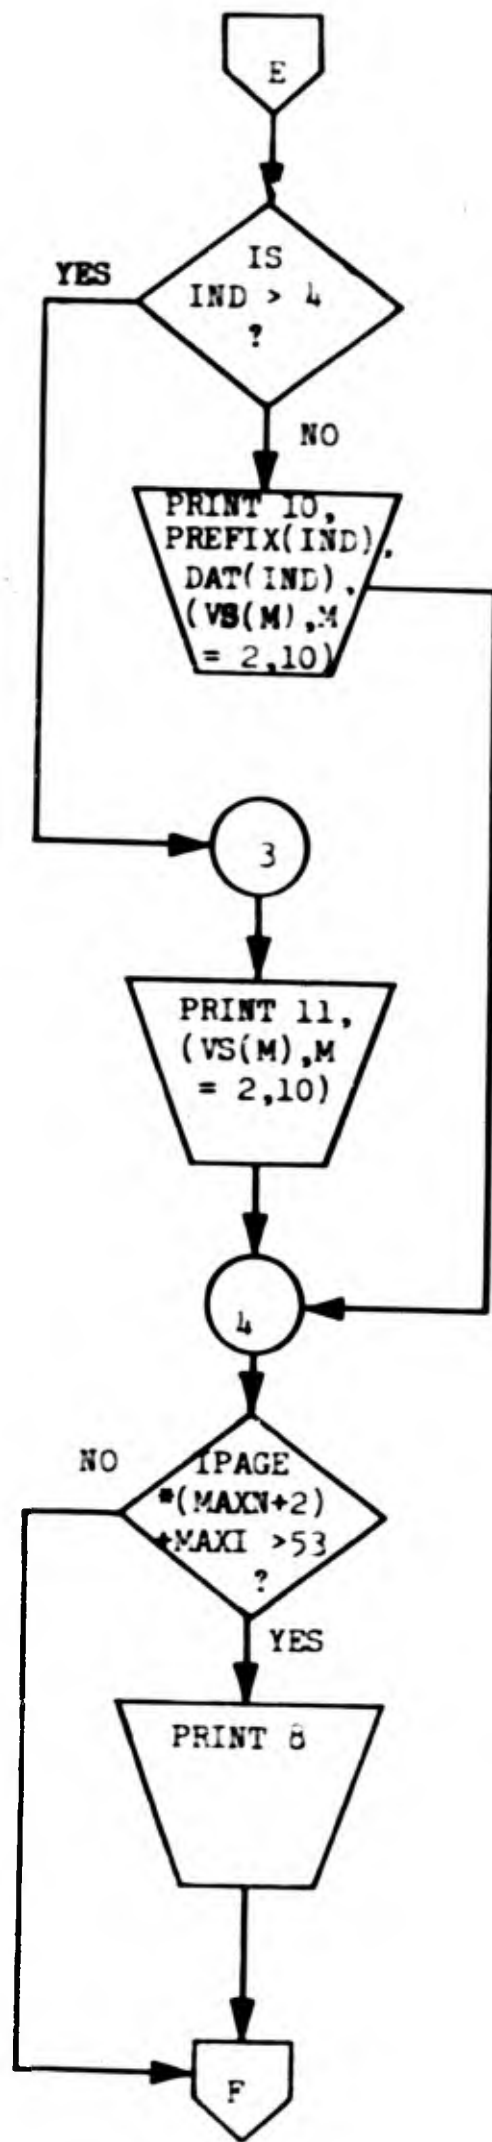 E
IS
IND > 4
?
YES
NO
PRINT 10,
PREFIX(IND),
DAT(IND),
(VS(M),M
= 2,10)
3
PRINT 11,
(VS(M),M
= 2,10)
4
NO
IPAGE
*(MAXN+2)
+MAXI >53
?
YES
PRINT 8
F